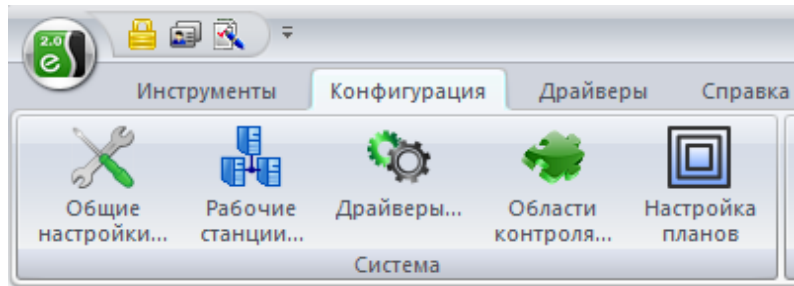 2.0
e
Инструменты Конфигурация Драйверы Справка
Общие настройки... Рабочие станции... Драйверы... Области контроля... Настройка планов
Система